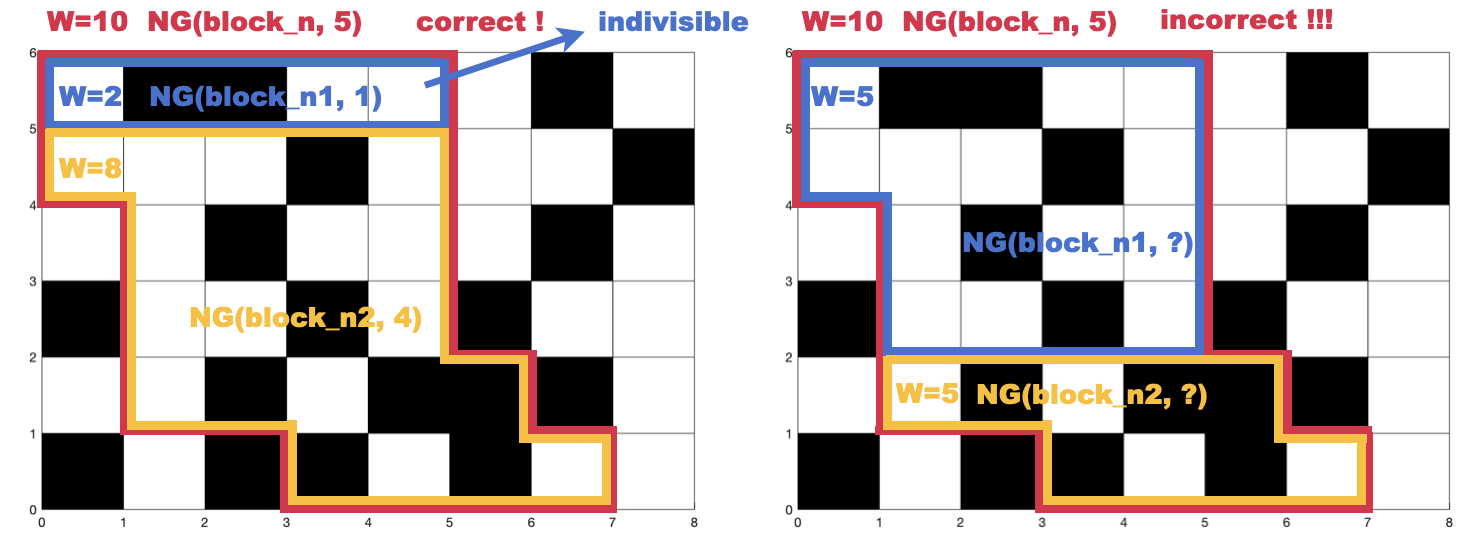 W=10 NG(block_n, 5) correct ! indivisible
W=2 NG(block_n1, 1)
W=8
NG(block_n2, 4)
6
5
4
3
2
1
0
0 1 2 3 4 5 6 7 8
W=10 NG(block_n, 5) incorrect !!!
W=5
NG(block_n1, ?)
W=5 NG(block_n2, ?)
6
5
4
3
2
1
0
0 1 2 3 4 5 6 7 8